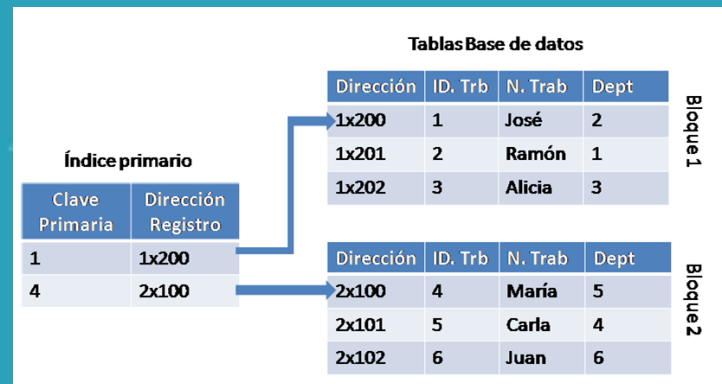 Tablas Base de datos
Dirección ID. Trb N. Trab Dept
1x200 1 José 2
1x201 2 Ramón 1
1x202 3 Alicia 3
Bloque 1
Índice primario
Clave Primaria Dirección Registro
1 1x200
4 2x100
Dirección ID. Trb N. Trab Dept
2x100 4 María 5
2x101 5 Carla 4
2x102 6 Juan 6
Bloque 2